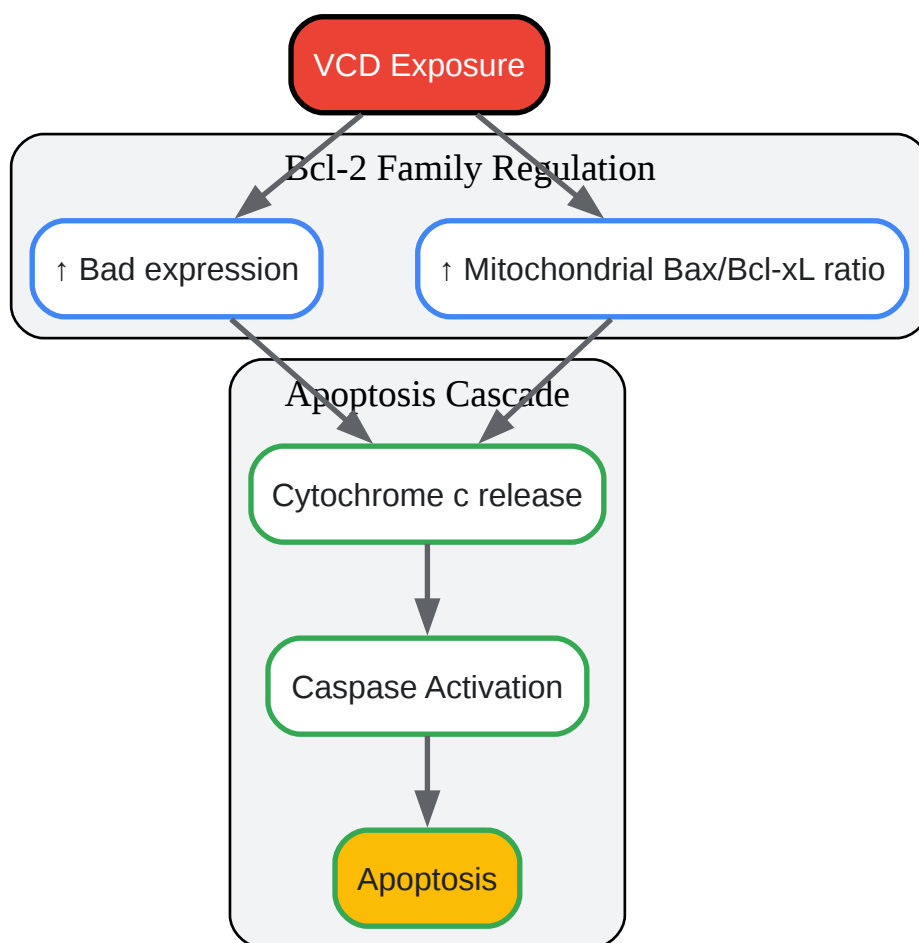 VCD Exposure
Bcl-2 Family Regulation
↑ Bad expression
↑ Mitochondrial Bax/Bcl-xL ratio
Apoptosis Cascade
Cytochrome c release
Caspase Activation
Apoptosis